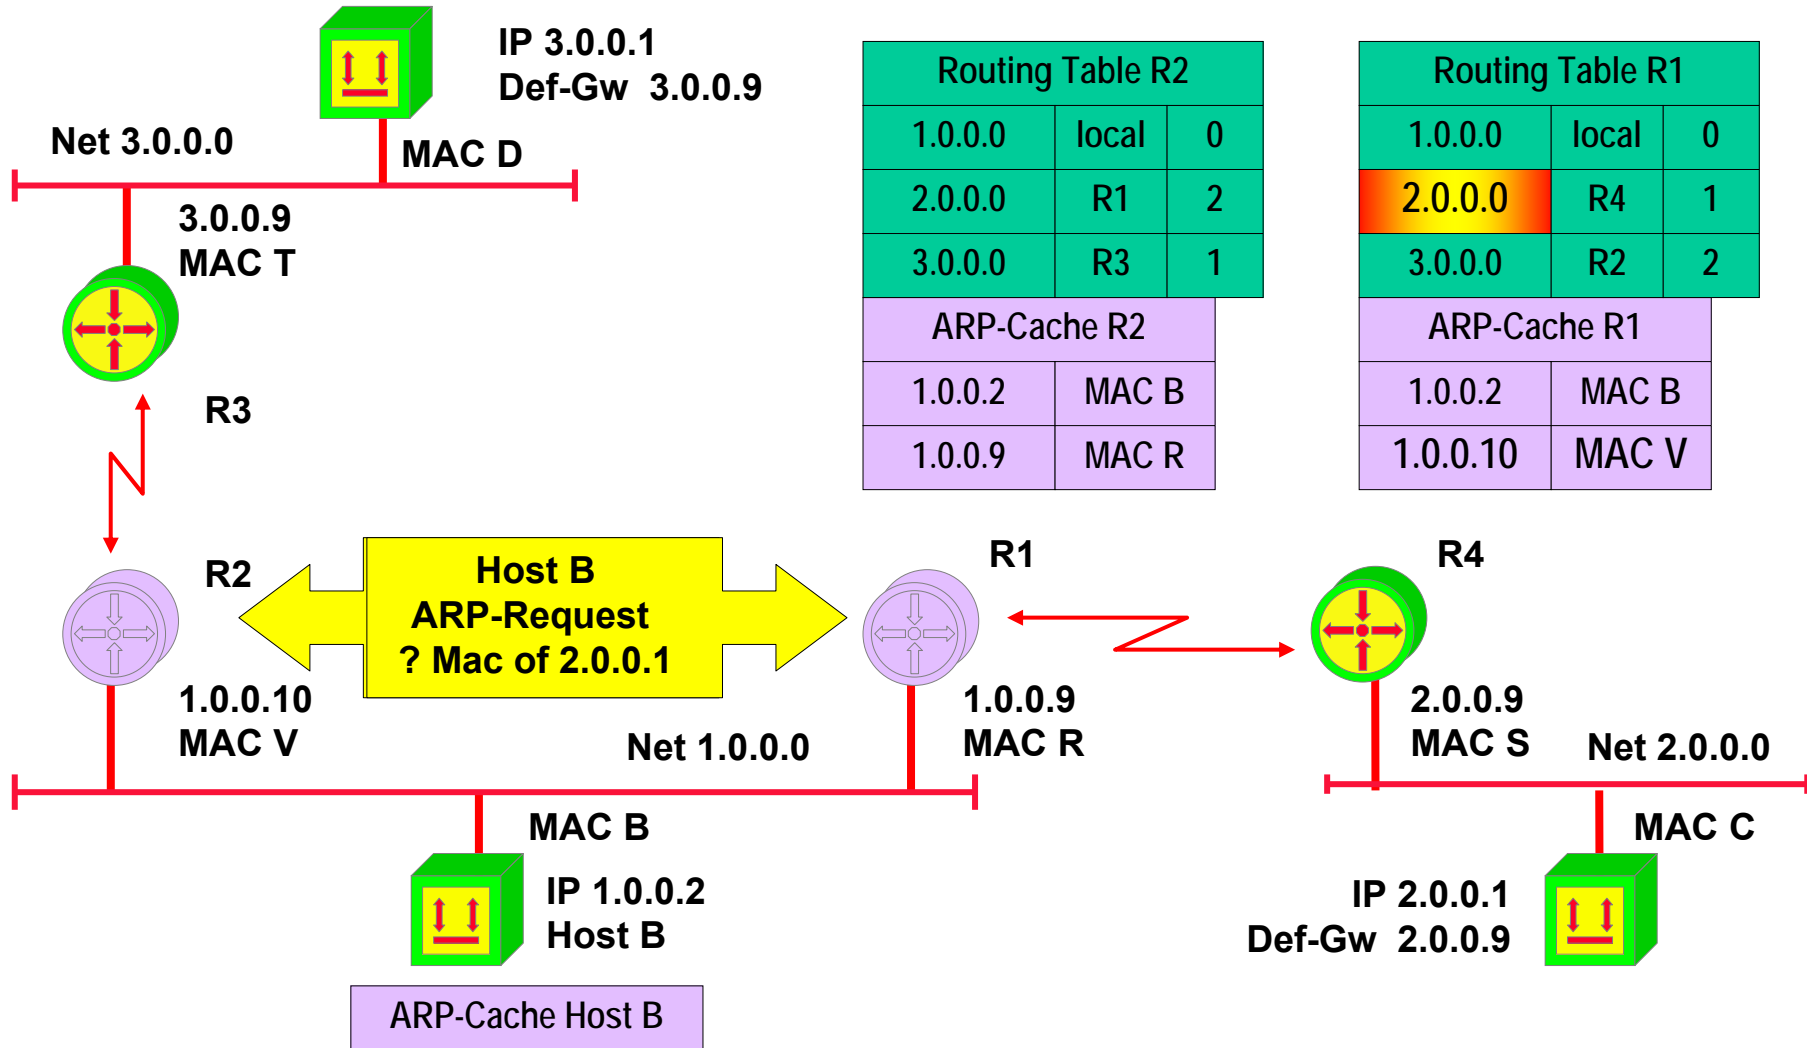 IP 3.0.0.1
Def-Gw 3.0.0.9
Net 3.0.0.0
MAC D
3.0.0.9
MAC T
R3
Routing Table R2
1.0.0.0 local 0
2.0.0.0 R1 2
3.0.0.0 R3 1
ARP-Cache R2
1.0.0.2 MAC B
1.0.0.9 MAC R
Routing Table R1
1.0.0.0 local 0
2.0.0.0 R4 1
3.0.0.0 R2 2
ARP-Cache R1
1.0.0.2 MAC B
1.0.0.10 MAC V
R2
Host B
ARP-Request
? Mac of 2.0.0.1
R1
R4
1.0.0.10
MAC V
Net 1.0.0.0
1.0.0.9
MAC R
2.0.0.9
MAC S
Net 2.0.0.0
MAC B
IP 1.0.0.2
Host B
MAC C
IP 2.0.0.1
Def-Gw 2.0.0.9
ARP-Cache Host B